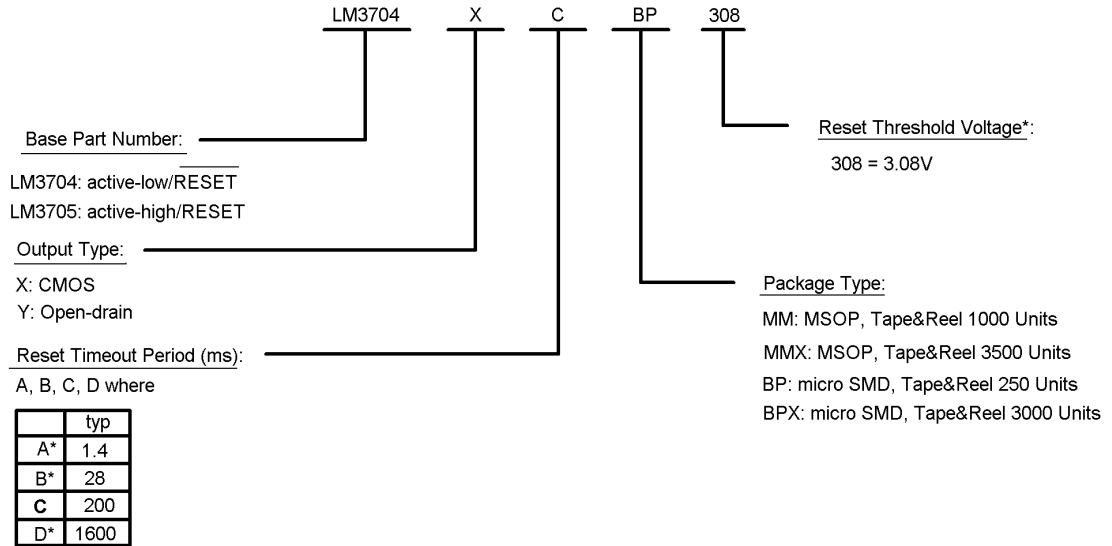 LM3704 X C BP 308
Base Part Number:
LM3704: active-low/RESET
LM3705: active-high/RESET
Output Type:
X: CMOS
Y: Open-drain
Reset Timeout Period (ms):
A, B, C, D where
typ
A* 1.4
B* 28
C 200
D* 1600
Reset Threshold Voltage*:
308 = 3.08V
Package Type:
MM: MSOP, Tape&Reel 1000 Units
MMX: MSOP, Tape&Reel 3500 Units
BP: micro SMD, Tape&Reel 250 Units
BPX: micro SMD, Tape&Reel 3000 Units